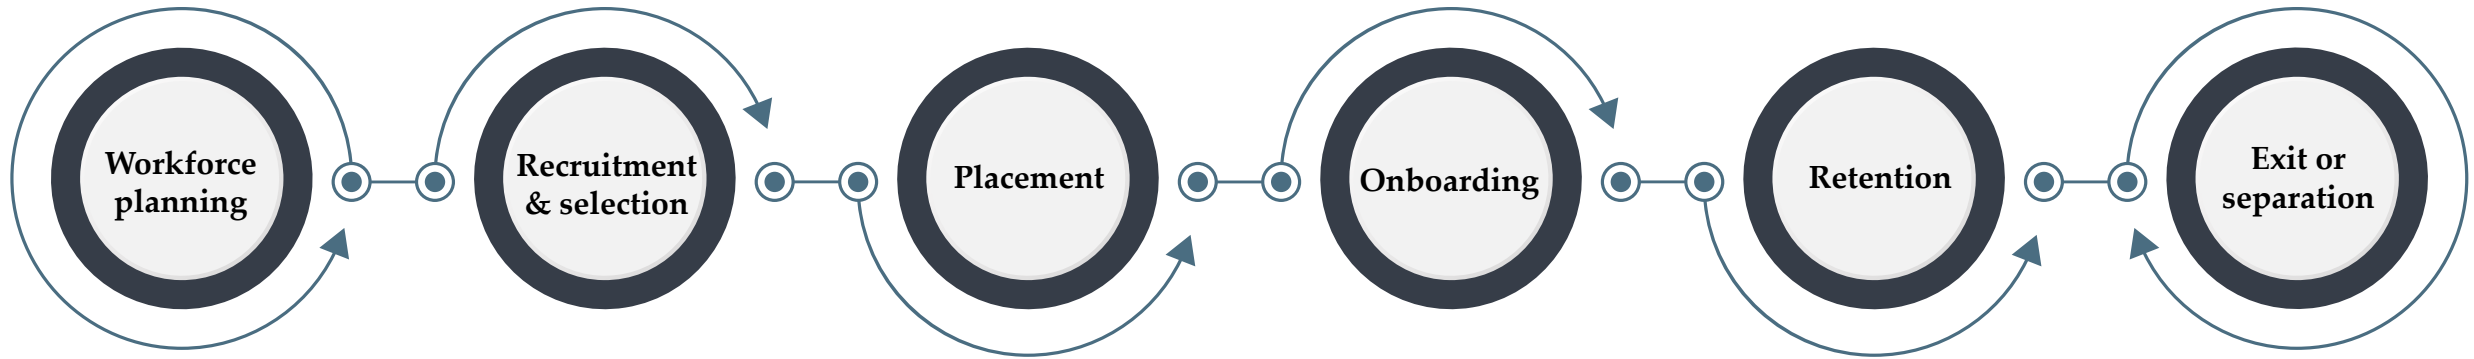 Workforce
planning
Recruitment
& selection
Placement
Onboarding
Retention
Exit or
separation